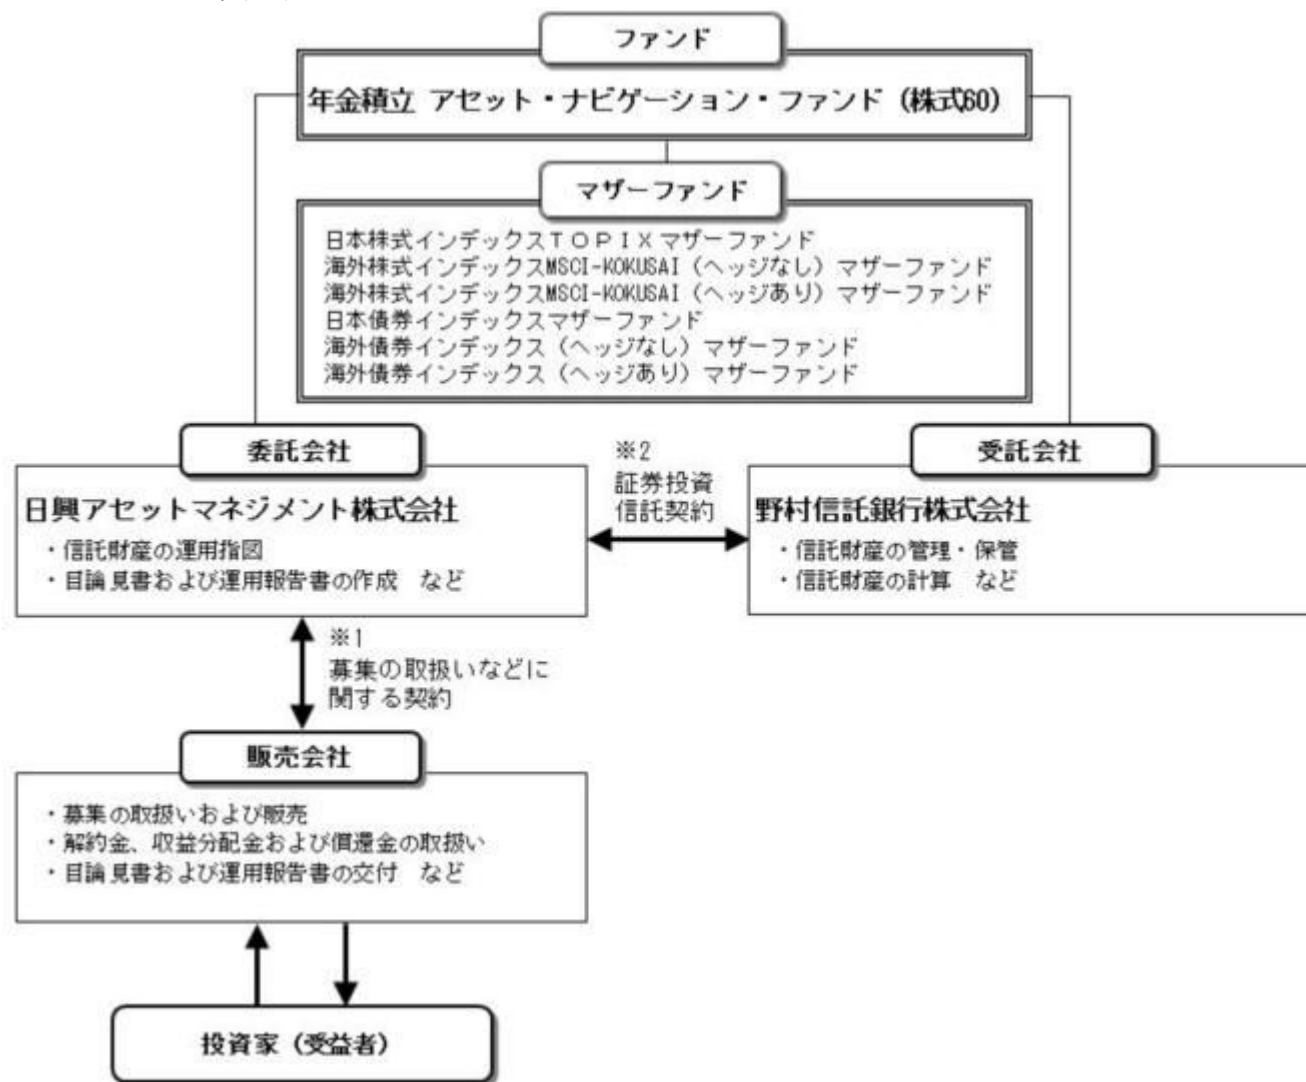 ファンド
年金積立 アセット・ナビゲーション・ファンド（株式60）
マザーファンド
日本株式インデックスＴＯＰＩＸマザーファンド
海外株式インデックスMSCI-KOKUSAI（ヘッジなし）マザーファンド
海外株式インデックスMSCI-KOKUSAI（ヘッジあり）マザーファンド
日本債券インデックスマザーファンド
海外債券インデックス（ヘッジなし）マザーファンド
海外債券インデックス（ヘッジあり）マザーファンド
委託会社
日興アセットマネジメント株式会社
・信託財産の運用指図
・目論見書および運用報告書の作成　など
※2
証券投資
信託契約
受託会社
野村信託銀行株式会社
・信託財産の管理・保管
・信託財産の計算　など
※1
募集の取扱いなどに
関する契約
販売会社
・募集の取扱いおよび販売
・解約金、収益分配金および償還金の取扱い
・目論見書および運用報告書の交付　など
投資家（受益者）